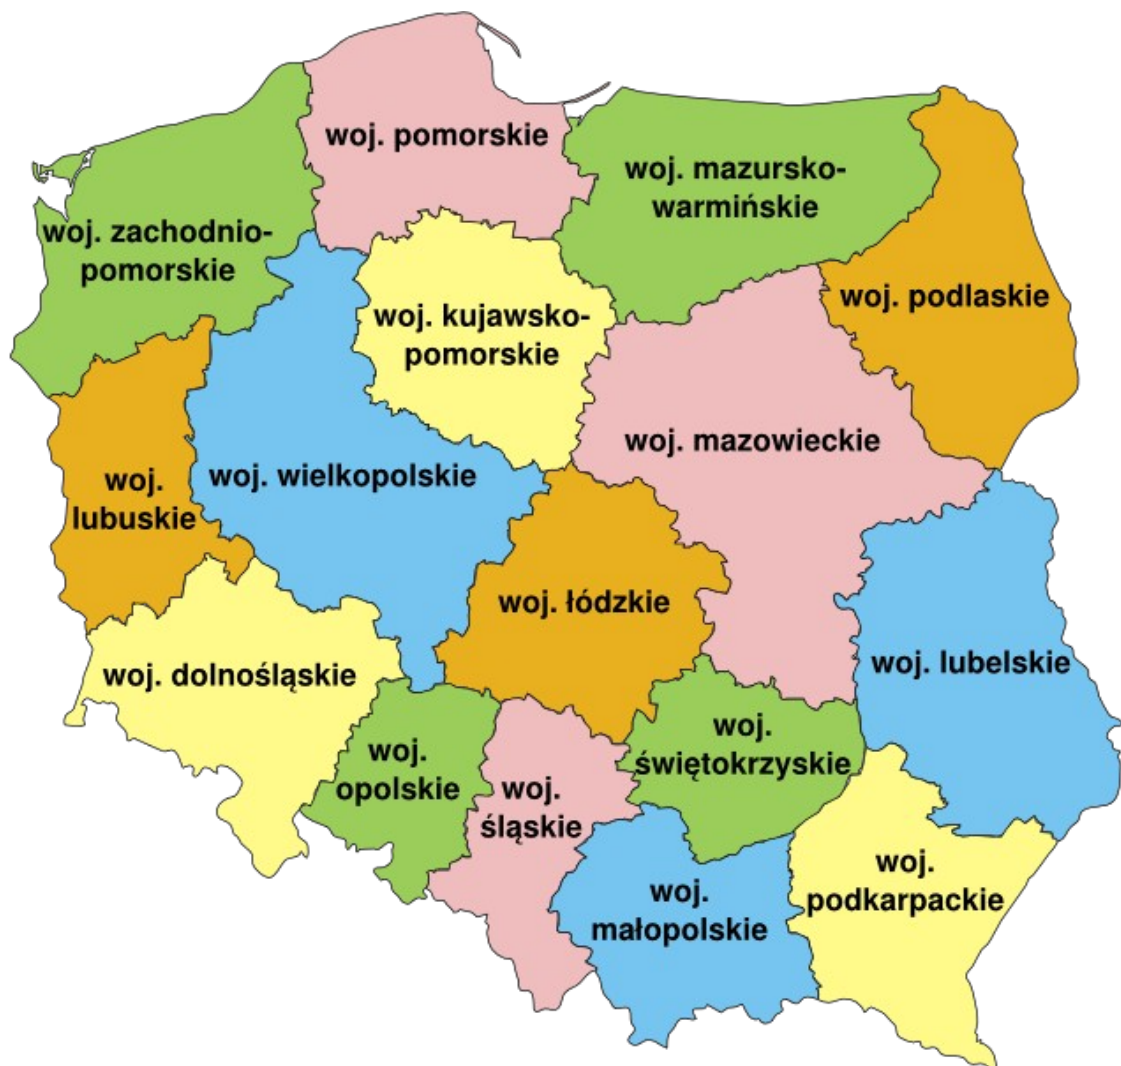 woj. pomorskie
woj. mazursko-
warmińskie
woj. zachodnio-
pomorskie
woj. podlaskie
woj. kujawsko-
pomorskie
woj. mazowieckie
woj. wielkopolskie
woj.
lubuskie
woj. łódzkie
woj. lubelskie
woj. dolnośląskie
woj.
opolskie
woj.
śląskie
woj.
świętokrzyskie
woj.
małopolskie
woj.
podkarpackie